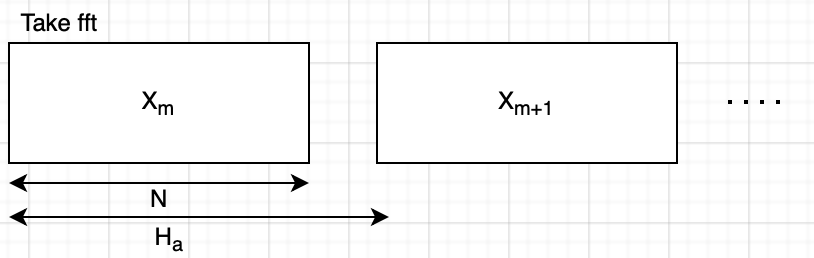 Take fft
Xm
Xm+1
....
N
Ha